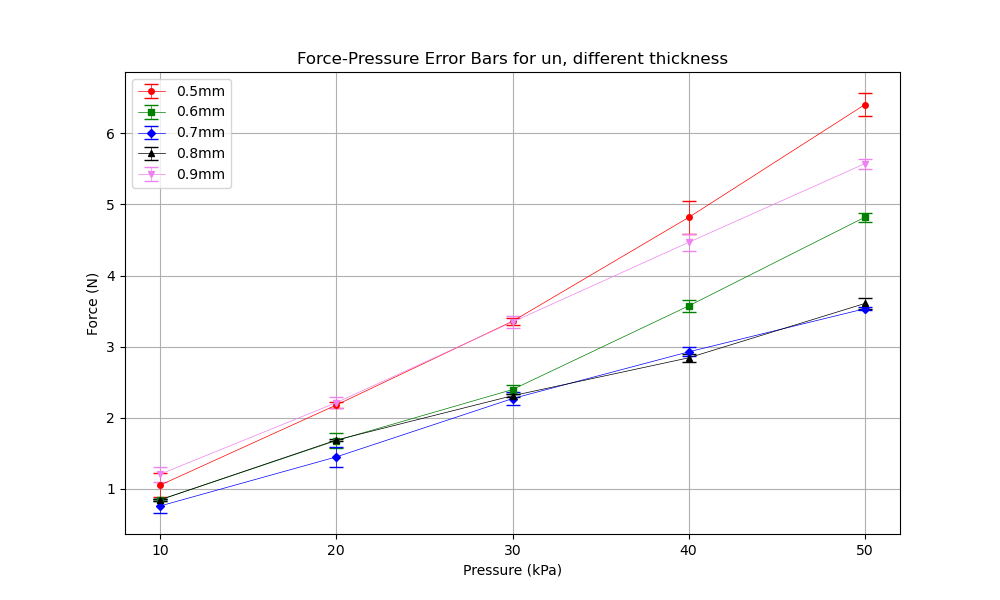 Force-Pressure Error Bars for un, different thickness
0.5mm
0.6mm
0.7mm
0.8mm
0.9mm
6
5
4
3
2
1
Force (N)
10 20 30 40 50
Pressure (kPa)